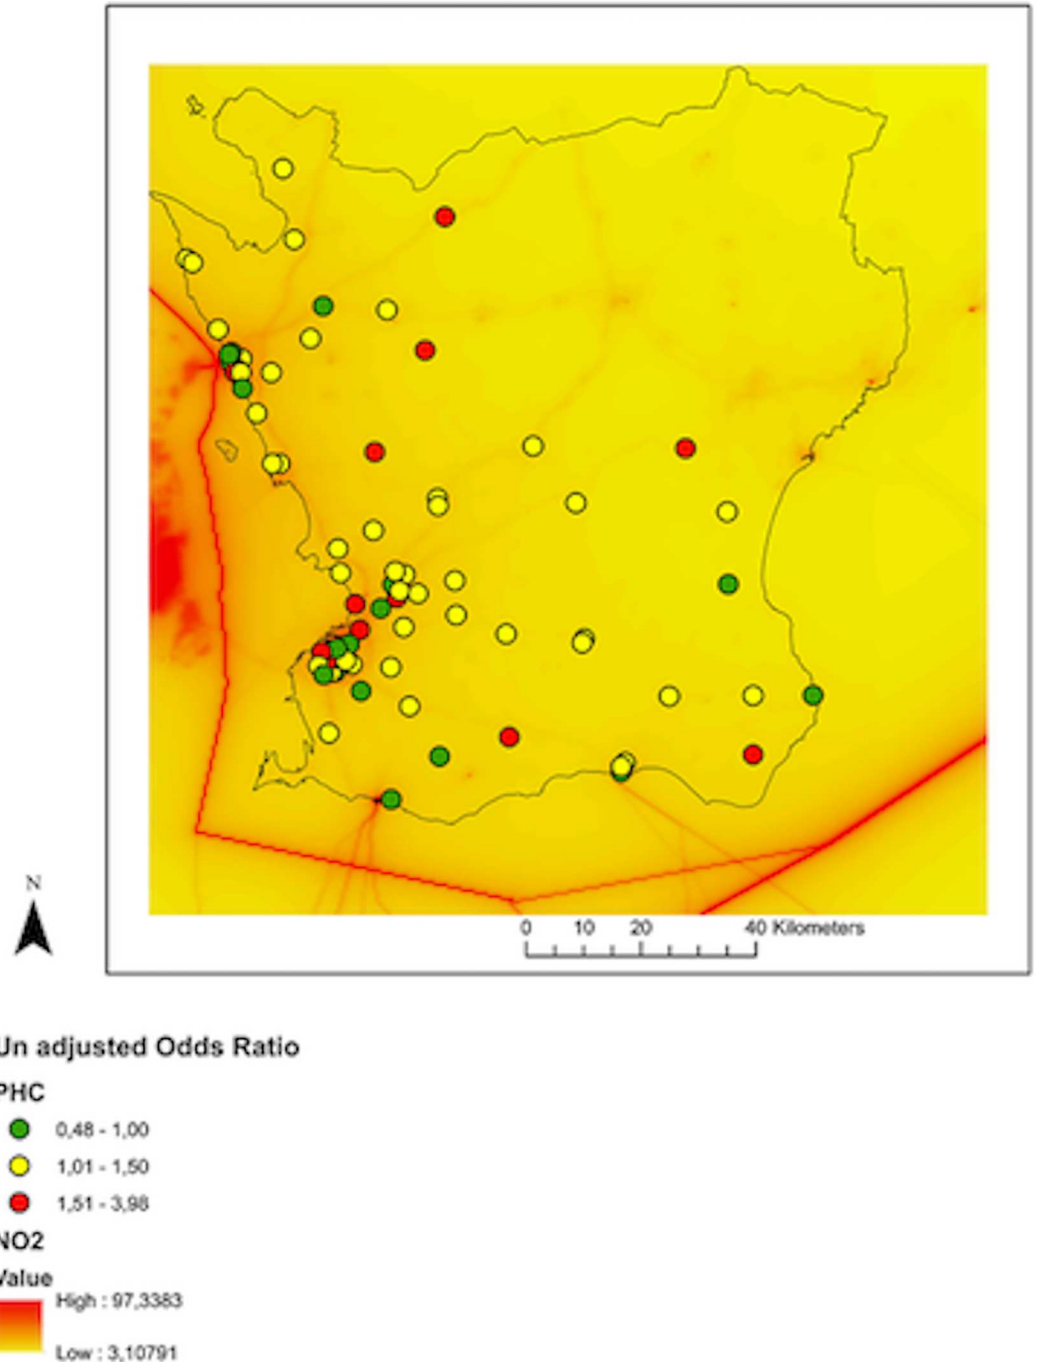 N
0 10 20 40 Kilometers
Un adjusted Odds Ratio
PHC
0,48 - 1,00
1,01 - 1,50
1,51 - 3,98
NO2
Value
High : 97,3383
Low : 3,10791